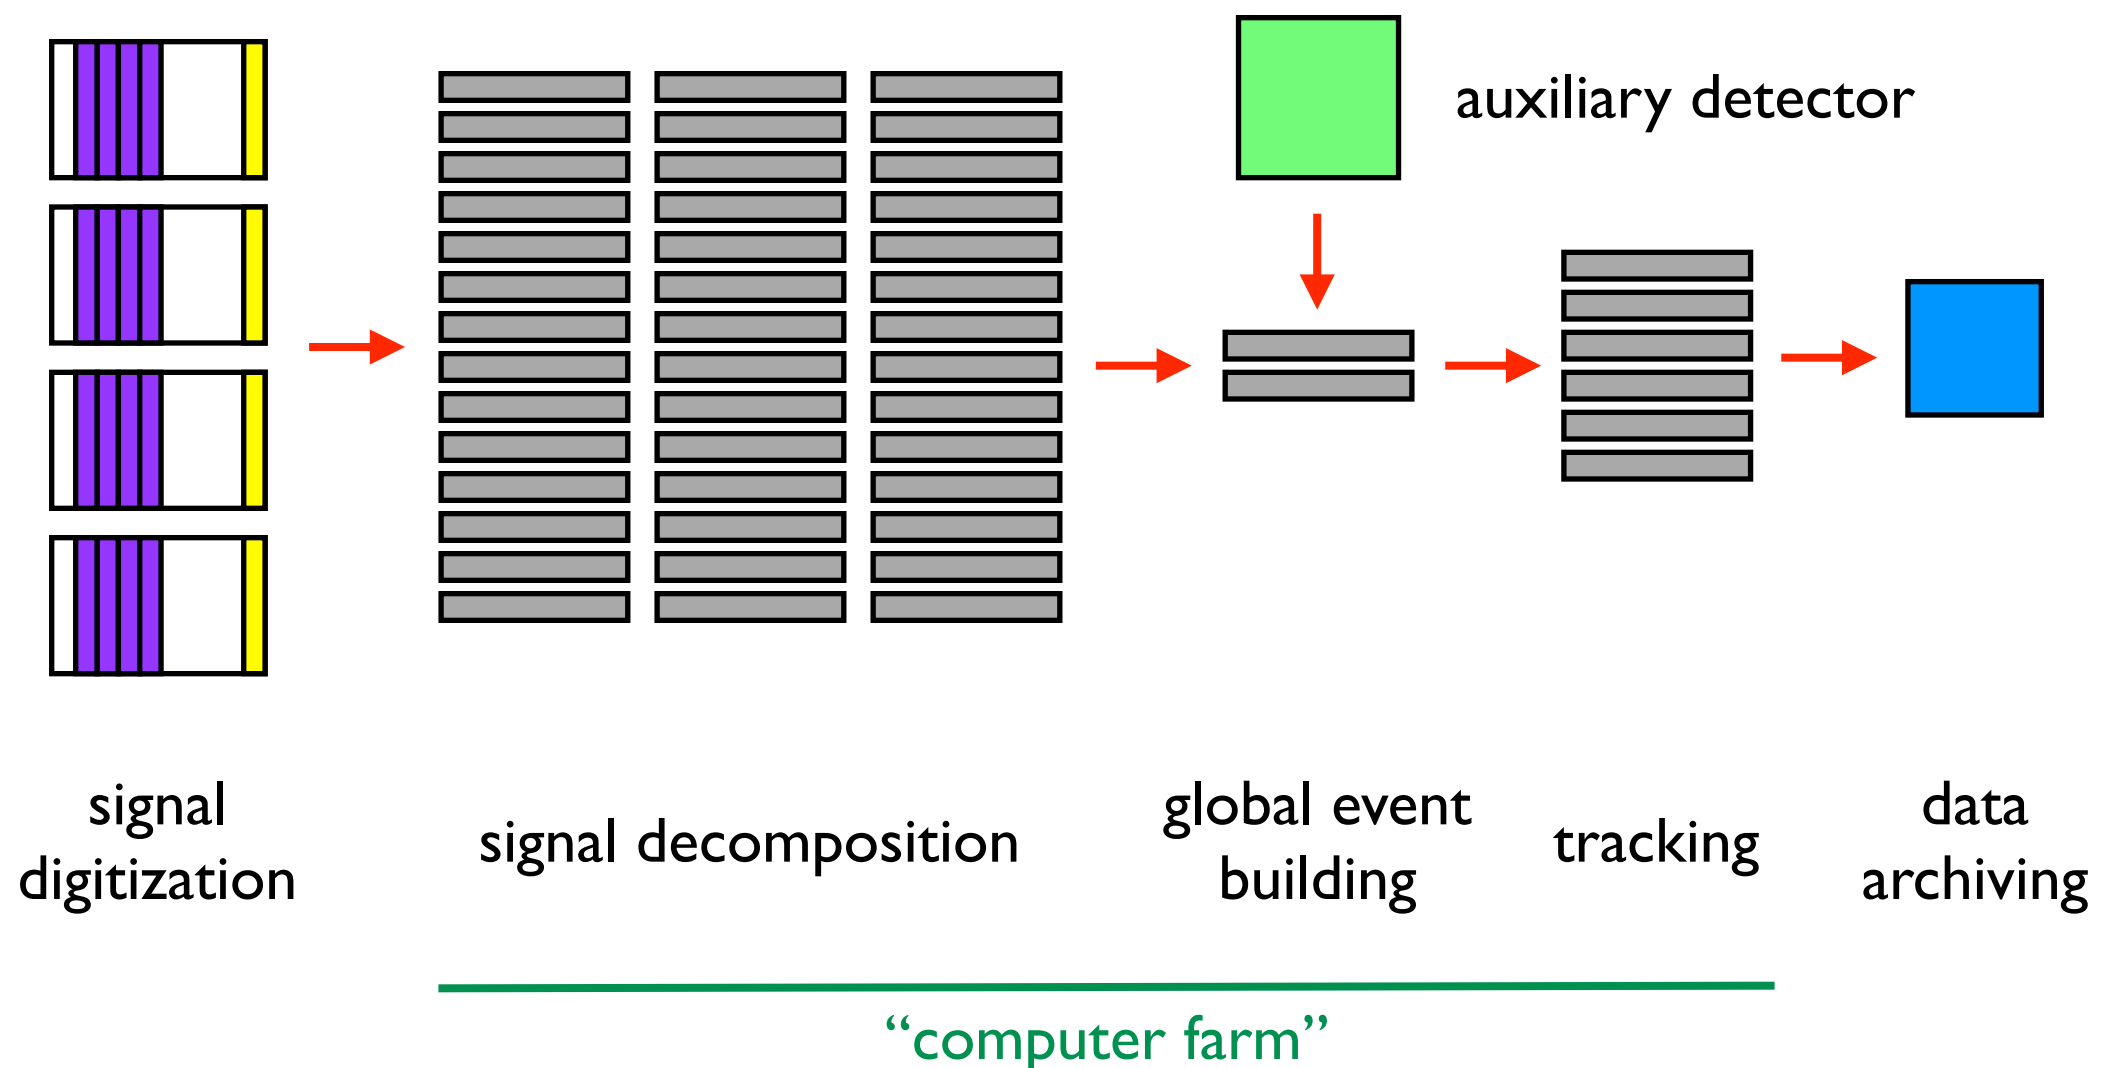 auxiliary detector
signal
digitization
signal decomposition
global event
building
tracking
data
archiving
“computer farm”